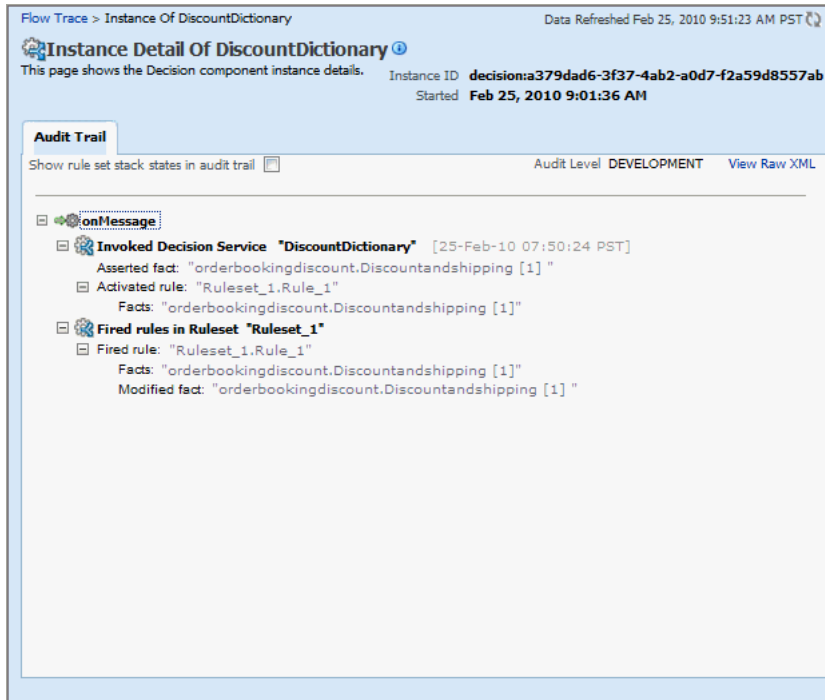 Flow Trace > Instance Of DiscountDictionary
Data Refreshed Feb 25, 2010 9:51:23 AM PST
Instance Detail Of DiscountDictionary
This page shows the Decision component instance details.
Instance ID decision:a379dad6-3f37-4ab2-a0d7-f2a59d8557ab
Started Feb 25, 2010 9:01:36 AM
Audit Trail
Show rule set stack states in audit trail
Audit Level DEVELOPMENT View Raw XML
onMessage
Invoked Decision Service "DiscountDictionary" [25-Feb-10 07:50:24 PST]
Asserted fact: "orderbookingdiscount.Discountandshipping [1] "
Activated rule: "Ruleset_1.Rule_1"
Facts: "orderbookingdiscount.Discountandshipping [1]"
Fired rules in Ruleset "Ruleset_1"
Fired rule: "Ruleset_1.Rule_1"
Facts: "orderbookingdiscount.Discountandshipping [1]"
Modified fact: "orderbookingdiscount.Discountandshipping [1] "